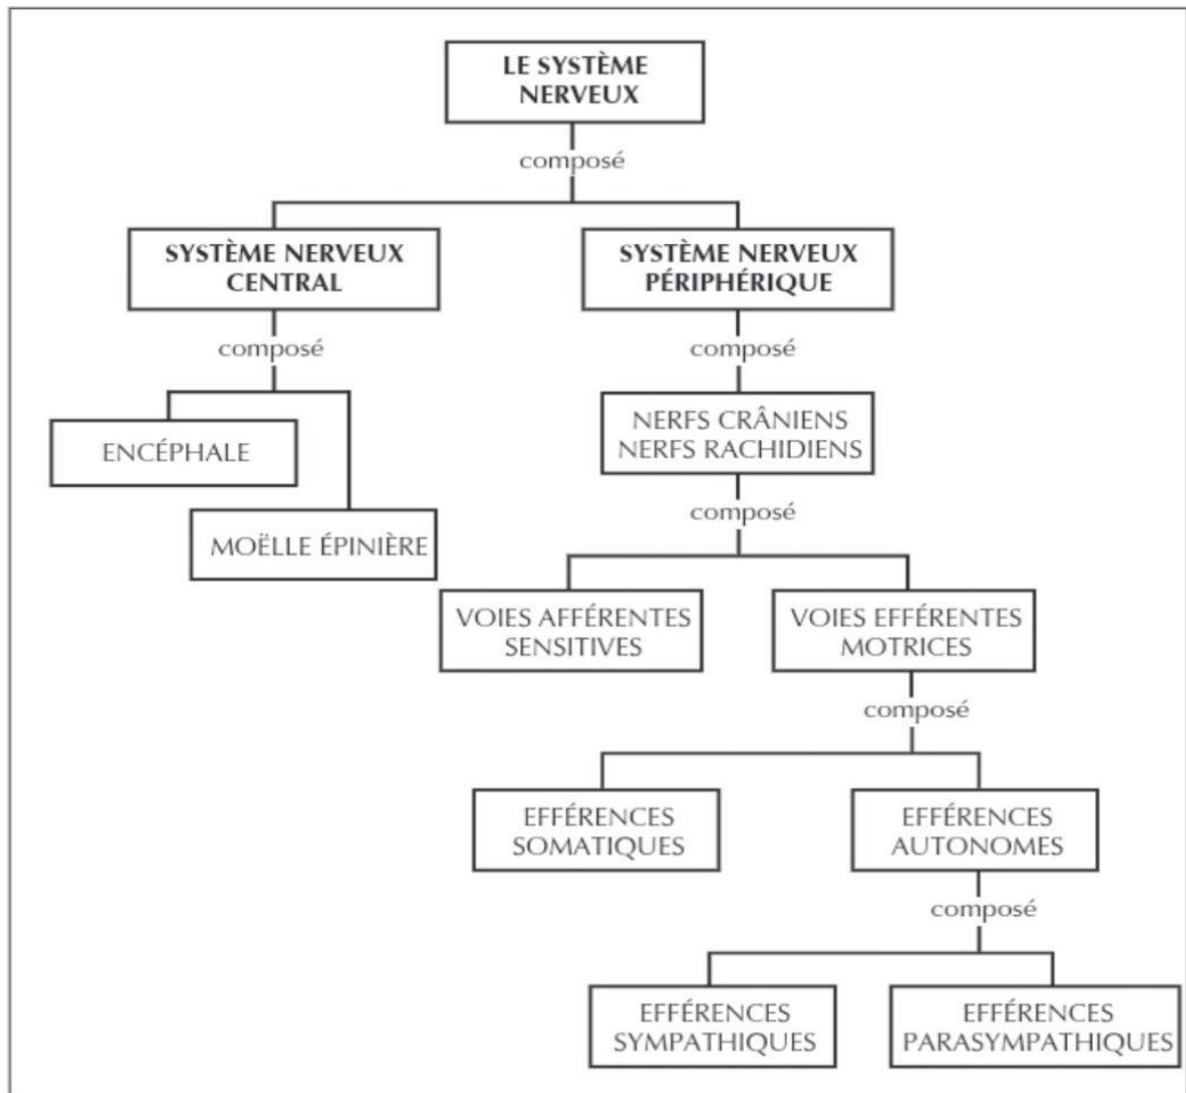 LE SYSTÈME
NERVEUX
composé
SYSTÈME NERVEUX
CENTRAL
SYSTÈME NERVEUX
PÉRIPHÉRIQUE
composé
composé
ENCÉPHALE
NERFS CRÂNIENS
NERFS RACHIDIENS
composé
MOËLLE ÉPINIÈRE
VOIES AFFÉRENTES
SENSITIVES
VOIES EFFÉRENTES
MOTRICES
composé
EFFÉRENCES
SOMATIQUES
EFFÉRENCES
AUTONOMES
composé
EFFÉRENCES
SYMPATHIQUES
EFFÉRENCES
PARASYMPATHIQUES